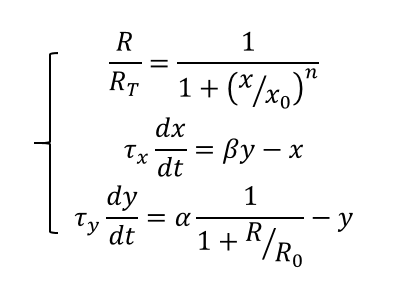 R/R_T = 1/(1 + (x/x_0)^n)
τ_x dx/dt = βy − x
τ_y dy/dt = α 1/(1 + R/R_0) − y